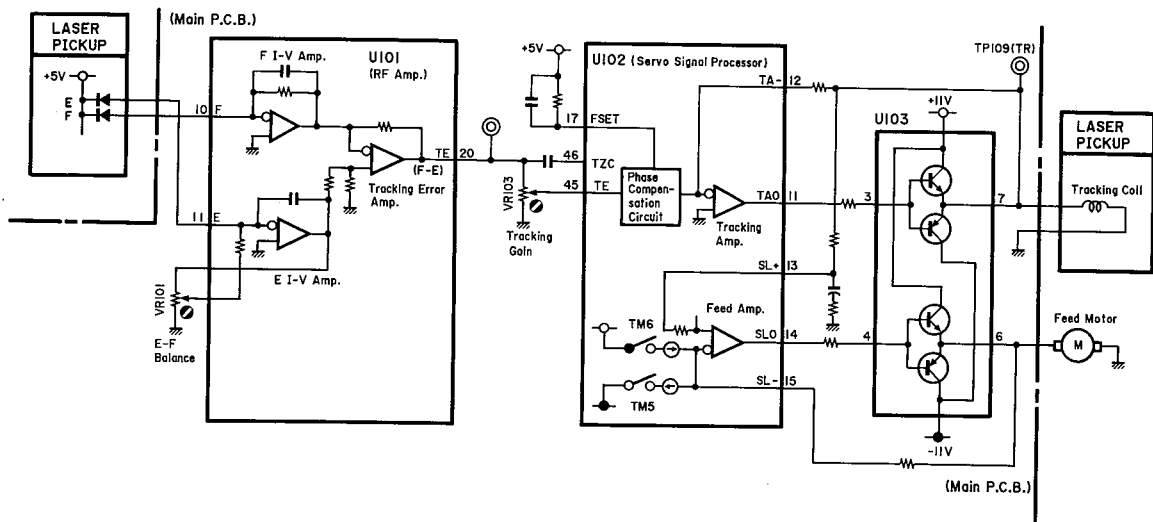 (Main P.C.B.)
LASER
PICKUP
+5V
E
F
U101
(RF Amp.)
F I-V Amp.
10 F
TE 20
(F-E)
Tracking Error
Amp.
11 E
E I-V Amp.
VR101
E-F
Balance
+5V
U102 (Servo Signal Processor)
TA- 12
17 FSET
46 TZC
45 TE
VR103
Tracking
Gain
Phase
Compen-
sation
Circuit
TAO 11
Tracking
Amp.
SL+ 13
Feed Amp.
TM6
SLO 14
SL- 15
TM5
TP109(TR)
+11V
U103
3
7
4
6
-11V
LASER
PICKUP
Tracking Coil
Feed Motor
M
(Main P.C.B.)